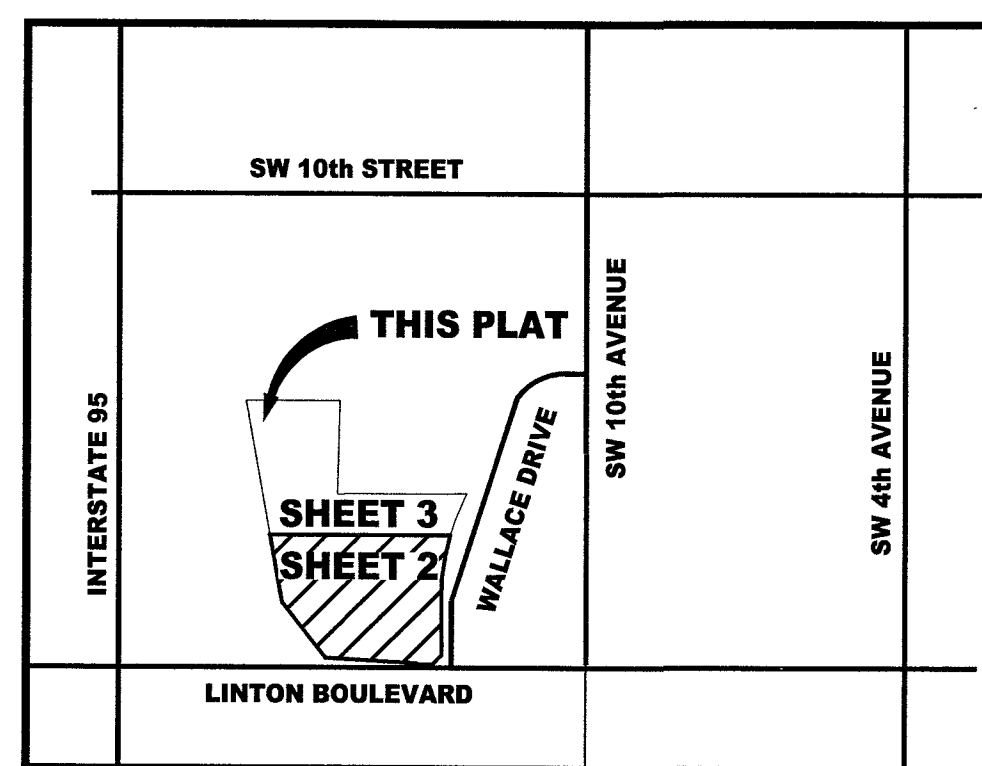 SW 10th STREET
THIS PLAT
SW 10th AVENUE
SW 4th AVENUE
INTERSTATE 95
WALLACE DRIVE
SHEET 3
SHEET 2
LINTON BOULEVARD